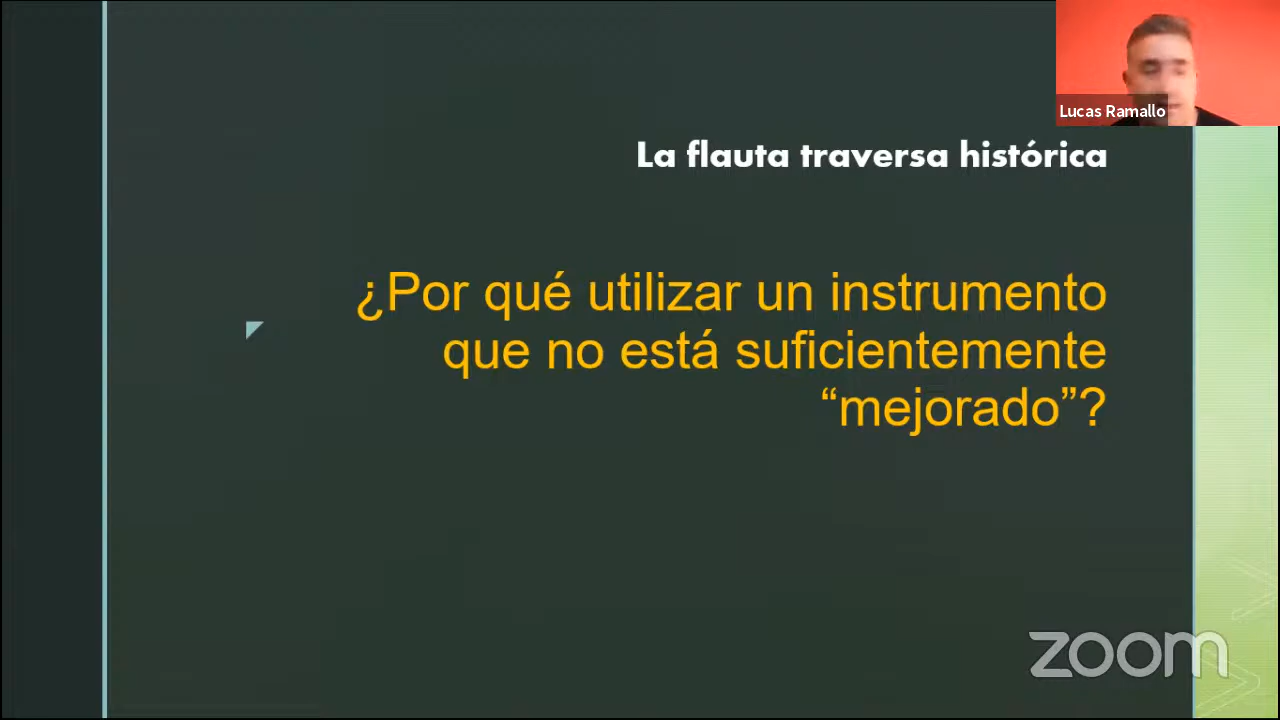 Lucas Ramallo
La flauta traversa histórica
¿Por qué utilizar un instrumento
que no está suficientemente
“mejorado”?
zoom